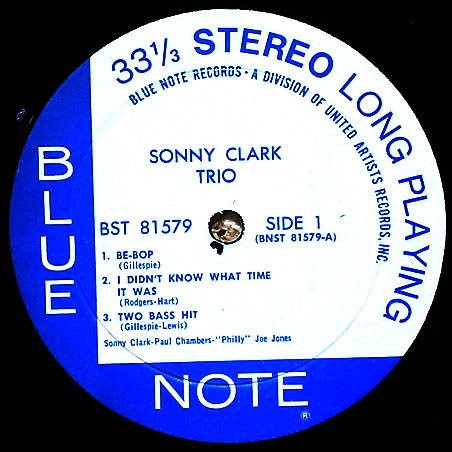 33⅓ STEREO LONG PLAYING
BLUE NOTE RECORDS · A DIVISION OF UNITED ARTISTS RECORDS, INC.
BLUE
SONNY CLARK
TRIO
BST 81579
SIDE 1
(BNST 81579-A)
1. BE-BOP
(Gillespie)
2. I DIDN'T KNOW WHAT TIME
IT WAS
(Rodgers-Hart)
3. TWO BASS HIT
(Gillespie-Lewis)
Sonny Clark-Paul Chambers-"Philly" Joe Jones
NOTE
®